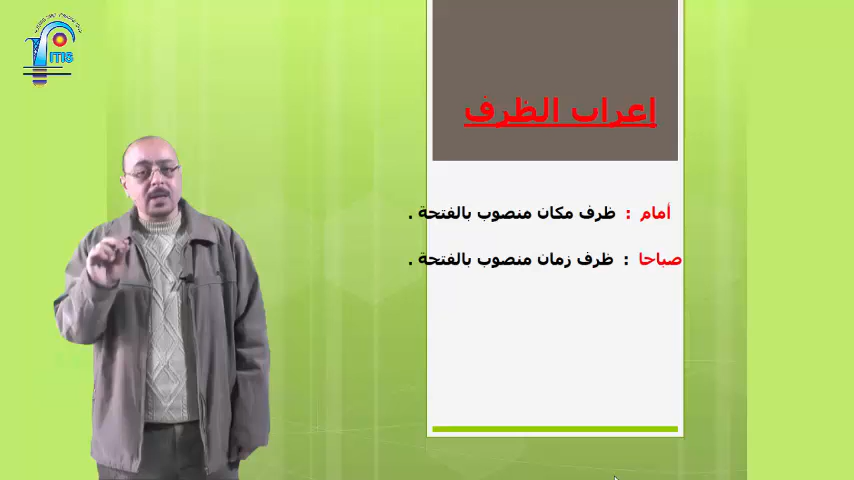 إعراب الظرف
أمام : ظرف مكان منصوب بالفتحة .
صباحا : ظرف زمان منصوب بالفتحة .